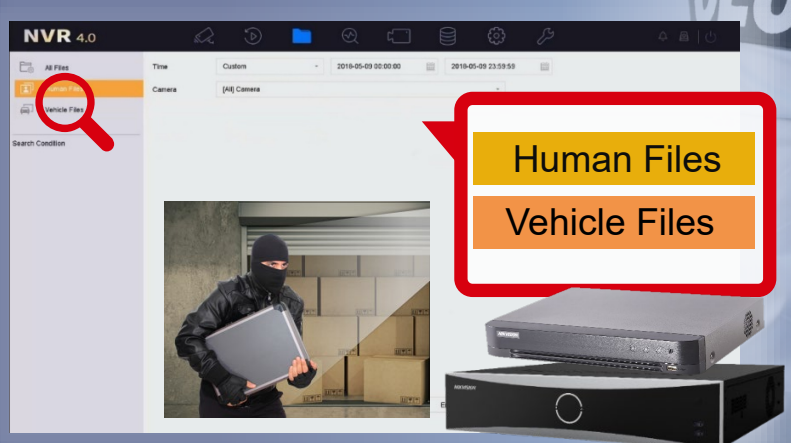 NVR 4.0
All Files
Time
Custom
2018-05-09 00:00:00
2018-05-09 23:59:59
Human Files
Camera
[All] Camera
Vehicle Files
Search Condition
Human Files
Vehicle Files
HIKVISION
HIKVISION